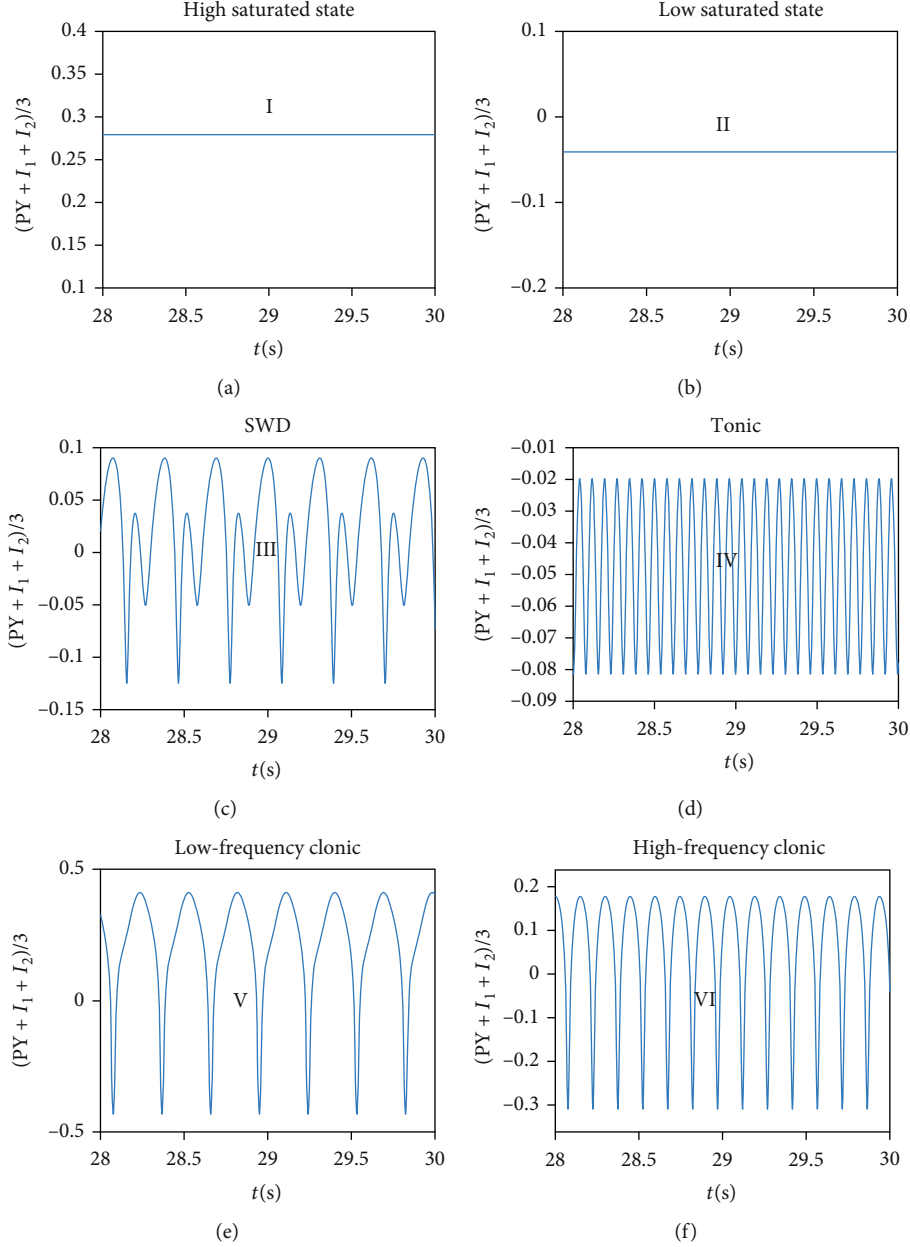 High saturated state
(PY + I₁ + I₂)/3
0.4
0.35
0.3
0.25
0.2
0.15
0.1
I
28 28.5 29 29.5 30
t(s)
(a)
Low saturated state
(PY + I₁ + I₂)/3
0.1
0
−0.1
−0.2
II
28 28.5 29 29.5 30
t(s)
(b)
SWD
(PY + I₁ + I₂)/3
0.1
0.05
0
−0.05
−0.1
−0.15
III
28 28.5 29 29.5 30
t(s)
(c)
Tonic
(PY + I₁ + I₂)/3
−0.01
−0.02
−0.03
−0.04
−0.05
−0.06
−0.07
−0.08
−0.09
IV
28 28.5 29 29.5 30
t(s)
(d)
Low-frequency clonic
(PY + I₁ + I₂)/3
0.5
0
−0.5
V
28 28.5 29 29.5 30
t(s)
(e)
High-frequency clonic
(PY + I₁ + I₂)/3
0.2
0.1
0
−0.1
−0.2
−0.3
VI
28 28.5 29 29.5 30
t(s)
(f)